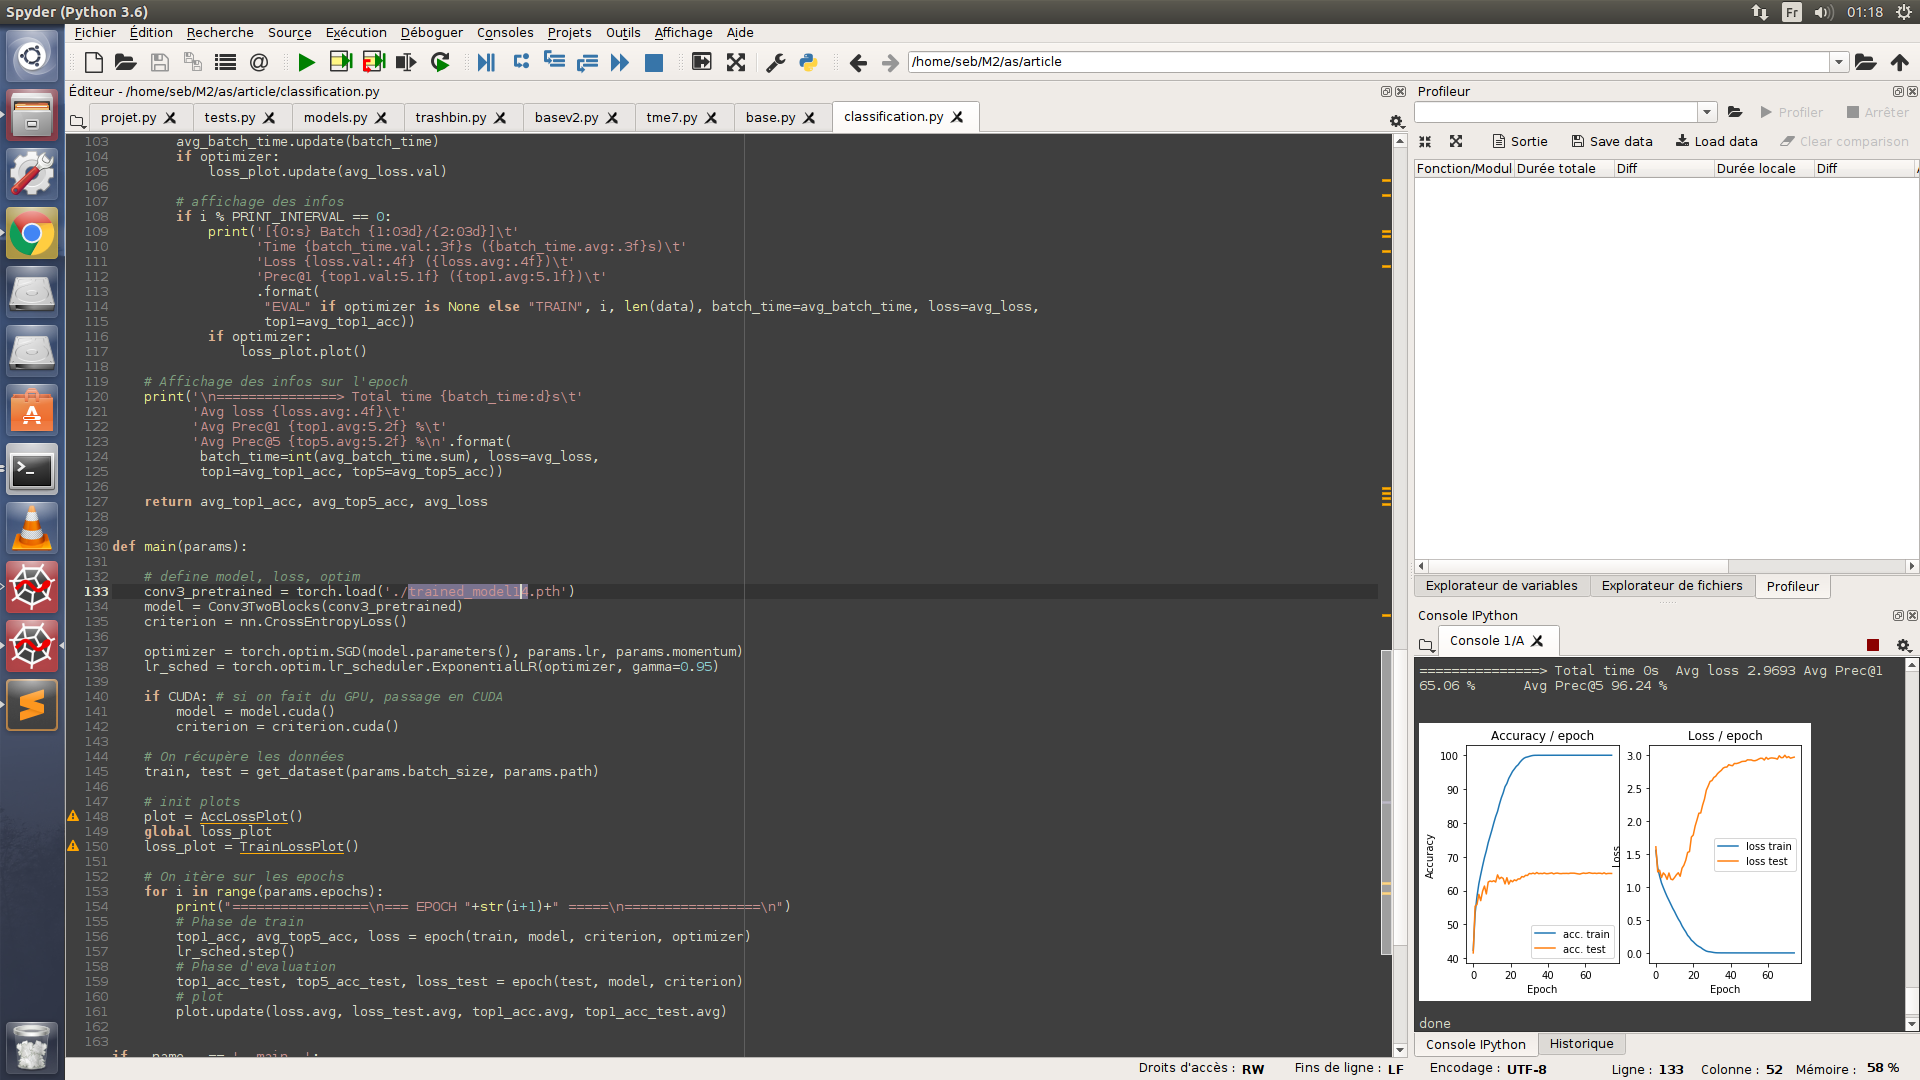 Spyder (Python 3.6)
Fr
01:18
Fichier Édition Recherche Source Exécution Déboguer Consoles Projets Outils Affichage Aide
/home/seb/M2/as/article
Éditeur - /home/seb/M2/as/article/classification.py
projet.py tests.py models.py trashbin.py basev2.py tme7.py base.py classification.py
103 avg_batch_time.update(batch_time)
104 if optimizer:
105 loss_plot.update(avg_loss.val)
106
107 # affichage des infos
108 if i % PRINT_INTERVAL == 0:
109 print('[{0:s} Batch {1:03d}/{2:03d}]\t'
110 'Time {batch_time.val:.3f}s ({batch_time.avg:.3f}s)\t'
111 'Loss {loss.val:.4f} ({loss.avg:.4f})\t'
112 'Prec@1 {top1.val:5.1f} ({top1.avg:5.1f})\t'
113 .format(
114 "EVAL" if optimizer is None else "TRAIN", i, len(data), batch_time=avg_batch_time, loss=avg_loss,
115 top1=avg_top1_acc))
116 if optimizer:
117 loss_plot.plot()
118
119 # Affichage des infos sur l'epoch
120 print('\n===============> Total time {batch_time:d}s\t'
121 'Avg loss {loss.avg:.4f}\t'
122 'Avg Prec@1 {top1.avg:5.2f} %\t'
123 'Avg Prec@5 {top5.avg:5.2f} %\n'.format(
124 batch_time=int(avg_batch_time.sum), loss=avg_loss,
125 top1=avg_top1_acc, top5=avg_top5_acc))
126
127 return avg_top1_acc, avg_top5_acc, avg_loss
128
129
130 def main(params):
131
132 # define model, loss, optim
133 conv3_pretrained = torch.load('./trained_model14.pth')
134 model = Conv3TwoBlocks(conv3_pretrained)
135 criterion = nn.CrossEntropyLoss()
136
137 optimizer = torch.optim.SGD(model.parameters(), params.lr, params.momentum)
138 lr_sched = torch.optim.lr_scheduler.ExponentialLR(optimizer, gamma=0.95)
139
140 if CUDA: # si on fait du GPU, passage en CUDA
141 model = model.cuda()
142 criterion = criterion.cuda()
143
144 # On récupère les données
145 train, test = get_dataset(params.batch_size, params.path)
146
147 # init plots
148 plot = AccLossPlot()
149 global loss_plot
150 loss_plot = TrainLossPlot()
151
152 # On itère sur les epochs
153 for i in range(params.epochs):
154 print("=================\n=== EPOCH "+str(i+1)+" =====\n=================\n")
155 # Phase de train
156 top1_acc, avg_top5_acc, loss = epoch(train, model, criterion, optimizer)
157 lr_sched.step()
158 # Phase d'evaluation
159 top1_acc_test, top5_acc_test, loss_test = epoch(test, model, criterion)
160 # plot
161 plot.update(loss.avg, loss_test.avg, top1_acc.avg, top1_acc_test.avg)
162
163
Profileur
Profiler Arrêter
Sortie Save data Load data Clear comparison
Fonction/Modul Durée totale Diff Durée locale Diff
Explorateur de variables Explorateur de fichiers Profileur
Console IPython
Console 1/A
===============> Total time 0s Avg loss 2.9693 Avg Prec@1
65.06 % Avg Prec@5 96.24 %
Accuracy / epoch
100
90
80
70
60
50
40
Accuracy
0 20 40 60
Epoch
acc. train
acc. test
Loss / epoch
3.0
2.5
2.0
1.5
1.0
0.5
0.0
Loss
0 20 40 60
Epoch
loss train
loss test
done
Console IPython Historique
Droits d'accès : RW Fins de ligne : LF Encodage : UTF-8 Ligne : 133 Colonne : 52 Mémoire : 58 %